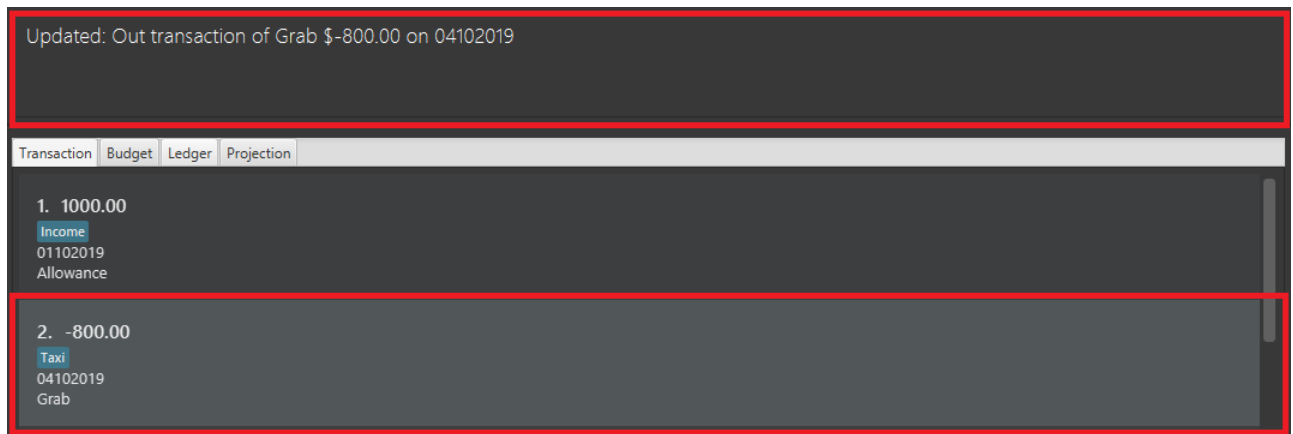 Updated: Out transaction of Grab $-800.00 on 04102019
Transaction Budget Ledger Projection
1. 1000.00
Income
01102019
Allowance
2. -800.00
Taxi
04102019
Grab